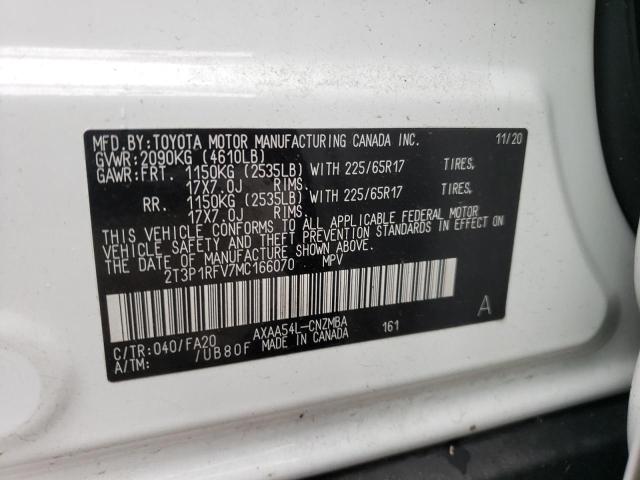 MFD.BY:TOYOTA MOTOR MANUFACTURING CANADA INC. 11/20
GVWR:2090KG (4610LB)
GAWR:FRT. 1150KG (2535LB) WITH 225/65R17 TIRES.
17X7.0J RIMS.
RR. 1150KG (2535LB) WITH 225/65R17 TIRES.
17X7.0J RIMS.
THIS VEHICLE CONFORMS TO ALL APPLICABLE FEDERAL MOTOR
VEHICLE SAFETY AND THEFT PREVENTION STANDARDS IN EFFECT ON
THE DATE OF MANUFACTURE SHOWN ABOVE.
2T3P1RFV7MC166070 MPV
A
C/TR:040/FA20 AXAA54L-CNZMBA 161
A/TM: /UB80F MADE IN CANADA